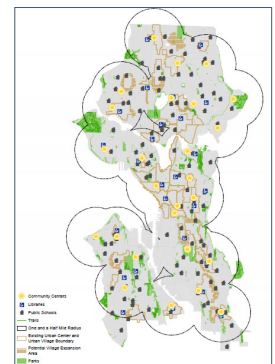 Community Centers
Libraries
Public Schools
Trails
One and a Half Mile Radius
Existing Urban Center and
Urban Village Boundary
Potential Village Expansion
Area
Parks